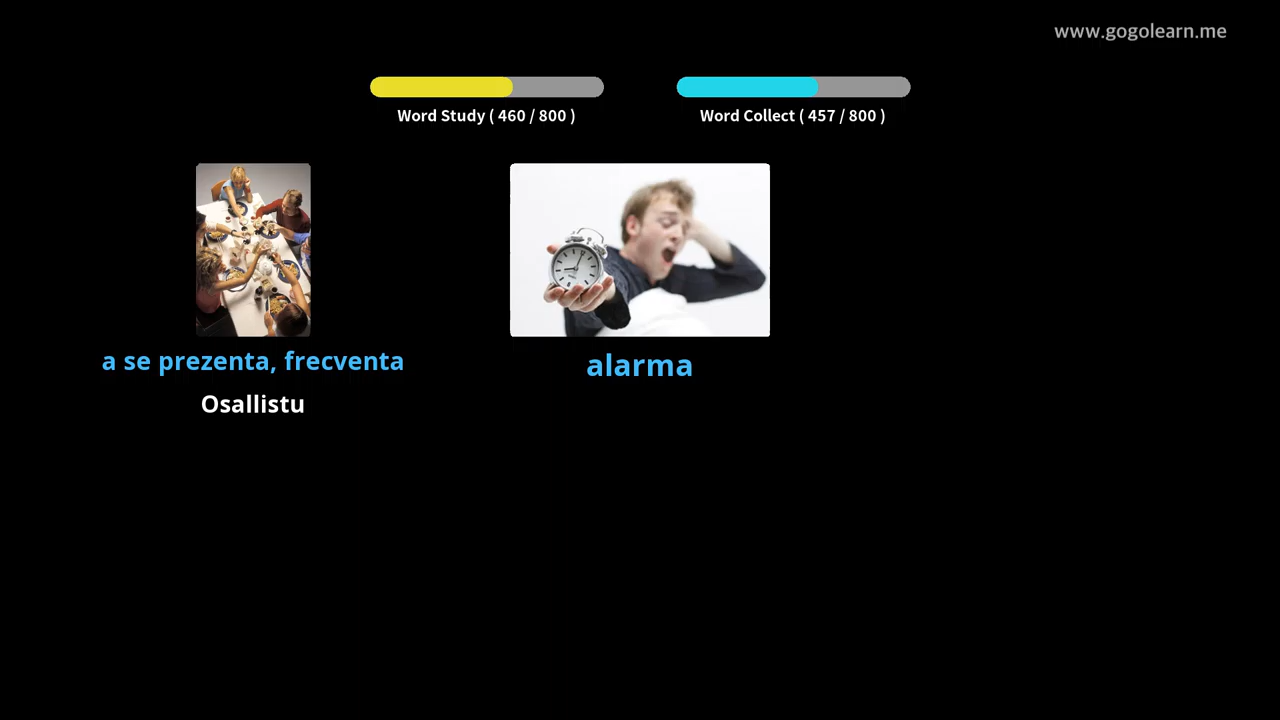 www.gogolearn.me
Word Study ( 460 / 800 )
Word Collect ( 457 / 800 )
a se prezenta, frecventa
Osallistu
alarma